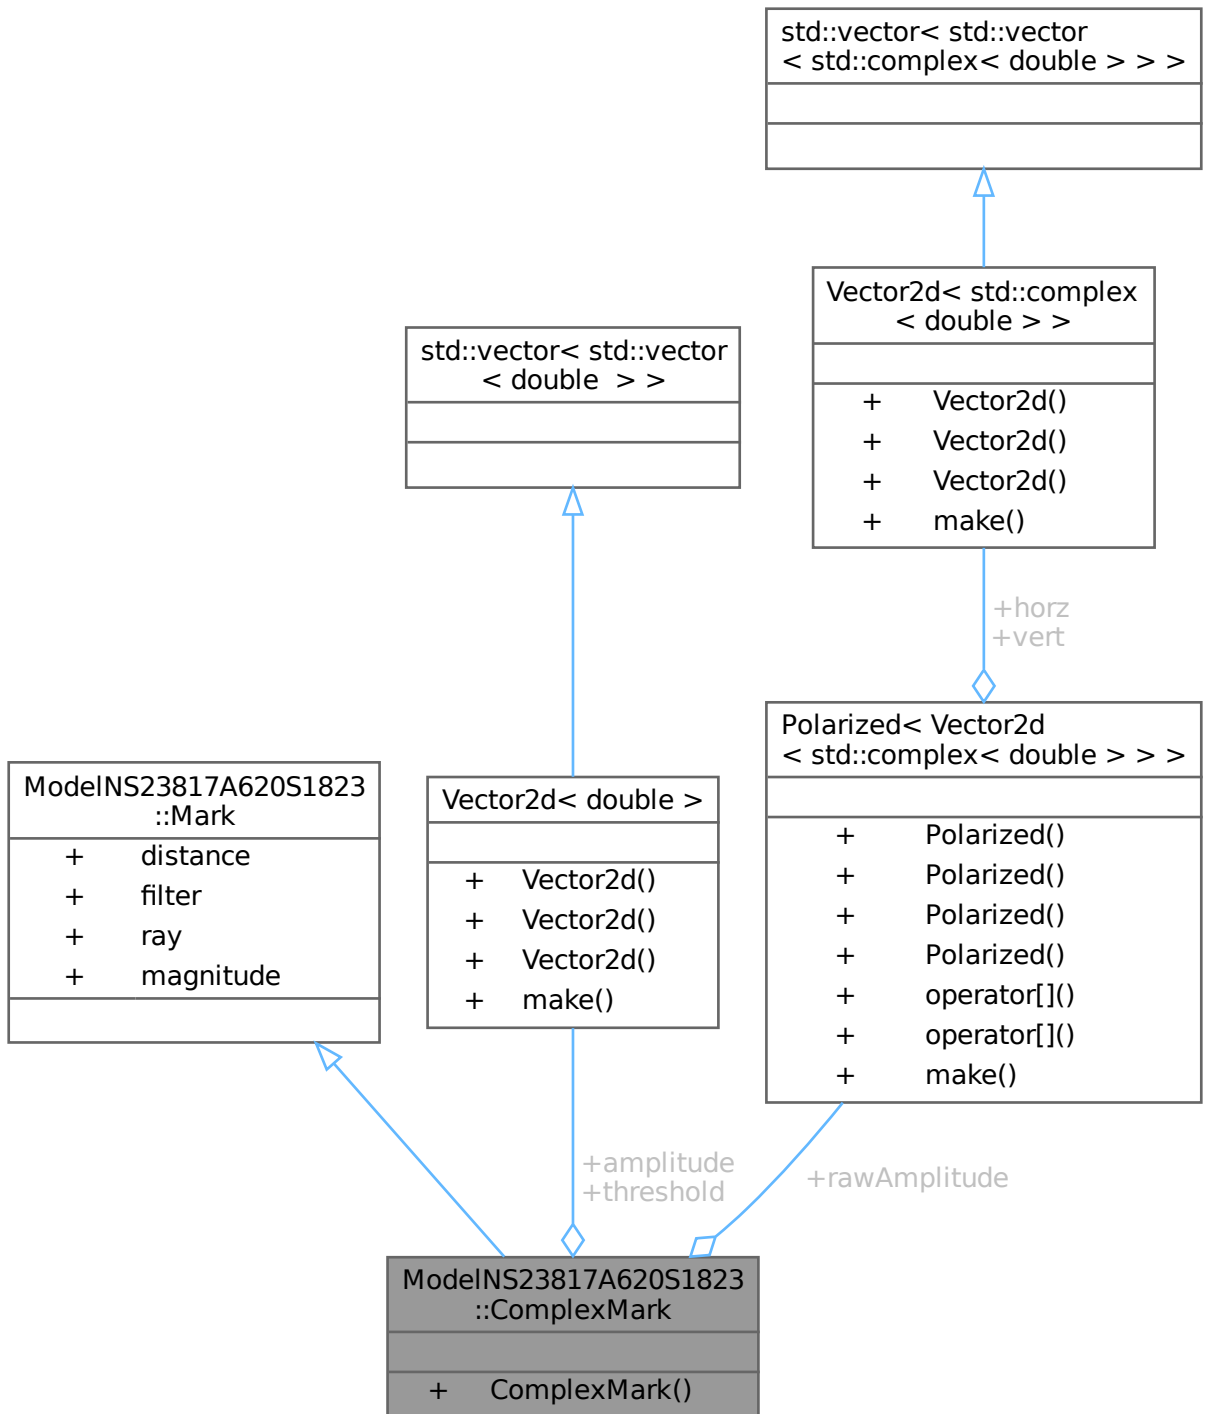 std::vector< std::vector
< std::complex< double > > >
Vector2d< std::complex
< double > >
+ Vector2d()
+ Vector2d()
+ Vector2d()
+ make()
std::vector< std::vector
< double > >
+horz
+vert
Polarized< Vector2d
< std::complex< double > > >
+ Polarized()
+ Polarized()
+ Polarized()
+ Polarized()
+ operator[]()
+ operator[]()
+ make()
ModelNS23817A620S1823
::Mark
+ distance
+ filter
+ ray
+ magnitude
Vector2d< double >
+ Vector2d()
+ Vector2d()
+ Vector2d()
+ make()
+amplitude
+threshold
+rawAmplitude
ModelNS23817A620S1823
::ComplexMark
+ ComplexMark()